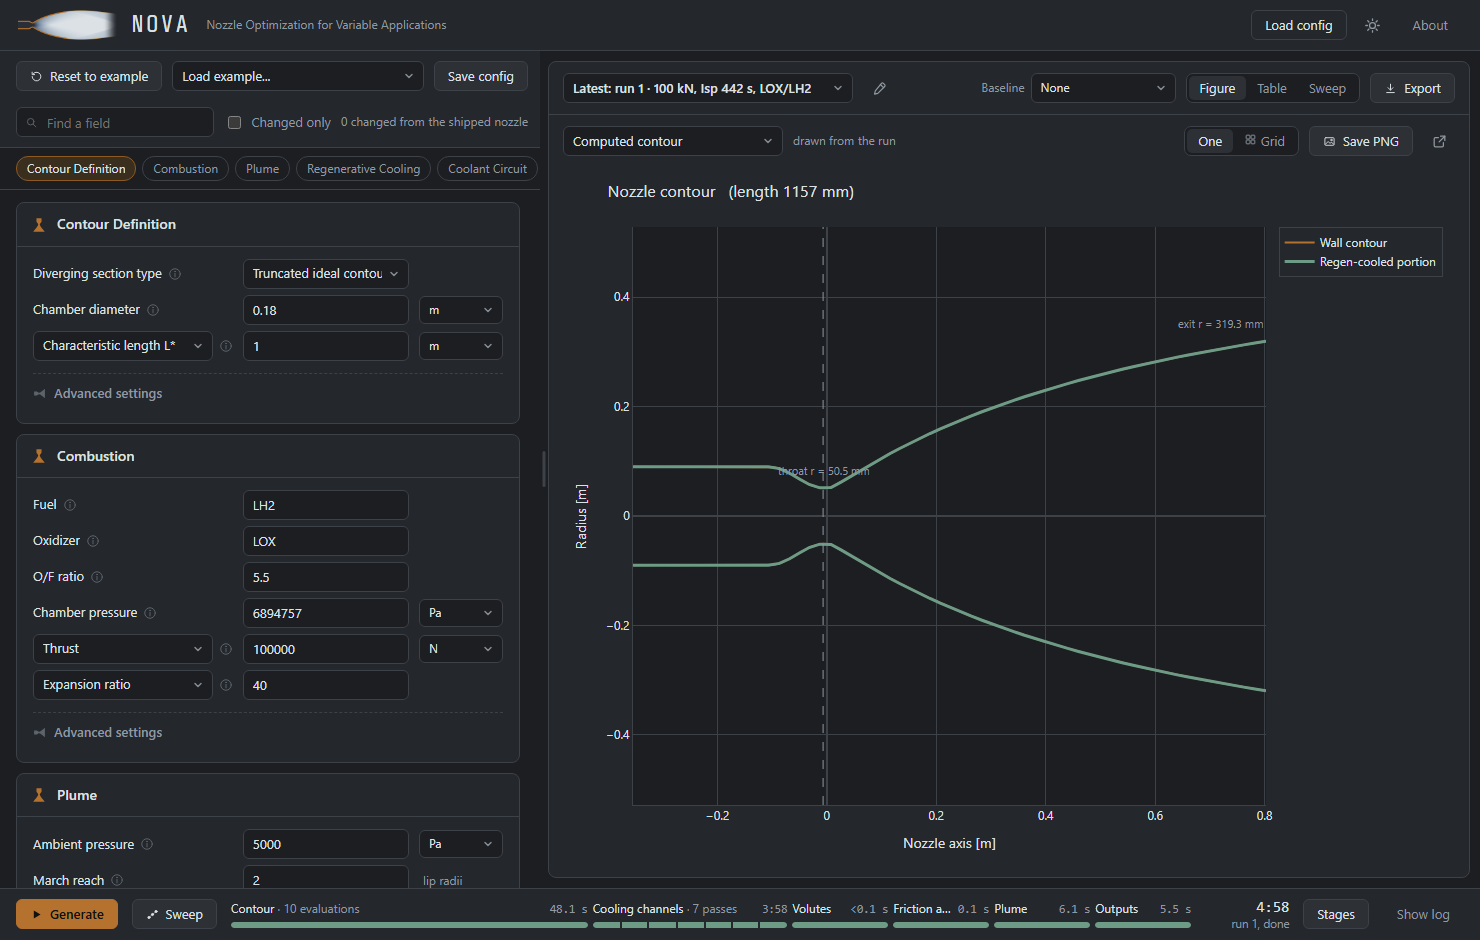 NOVA
Nozzle Optimization for Variable Applications
Load config
About
Reset to example
Load example...
Save config
Find a field
Changed only
0 changed from the shipped nozzle
Contour Definition
Combustion
Plume
Regenerative Cooling
Coolant Circuit
Contour Definition
Diverging section type
Truncated ideal contou
Chamber diameter
0.18
m
Characteristic length L*
1
m
Advanced settings
Combustion
Fuel
LH2
Oxidizer
LOX
O/F ratio
5.5
Chamber pressure
6894757
Pa
Thrust
100000
N
Expansion ratio
40
Advanced settings
Plume
Ambient pressure
5000
Pa
March reach
2
lip radii
Latest: run 1 · 100 kN, Isp 442 s, LOX/LH2
Baseline
None
Figure
Table
Sweep
Export
Computed contour
drawn from the run
One
Grid
Save PNG
Nozzle contour (length 1157 mm)
Wall contour
Regen-cooled portion
exit r = 319.3 mm
throat r = 50.5 mm
0.4
0.2
0
−0.2
−0.4
Radius [m]
−0.2
0
0.2
0.4
0.6
0.8
Nozzle axis [m]
Generate
Sweep
Contour · 10 evaluations
48.1 s
Cooling channels · 7 passes
3:58
Volutes
<0.1 s
Friction a...
0.1 s
Plume
6.1 s
Outputs
5.5 s
4:58
run 1, done
Stages
Show log